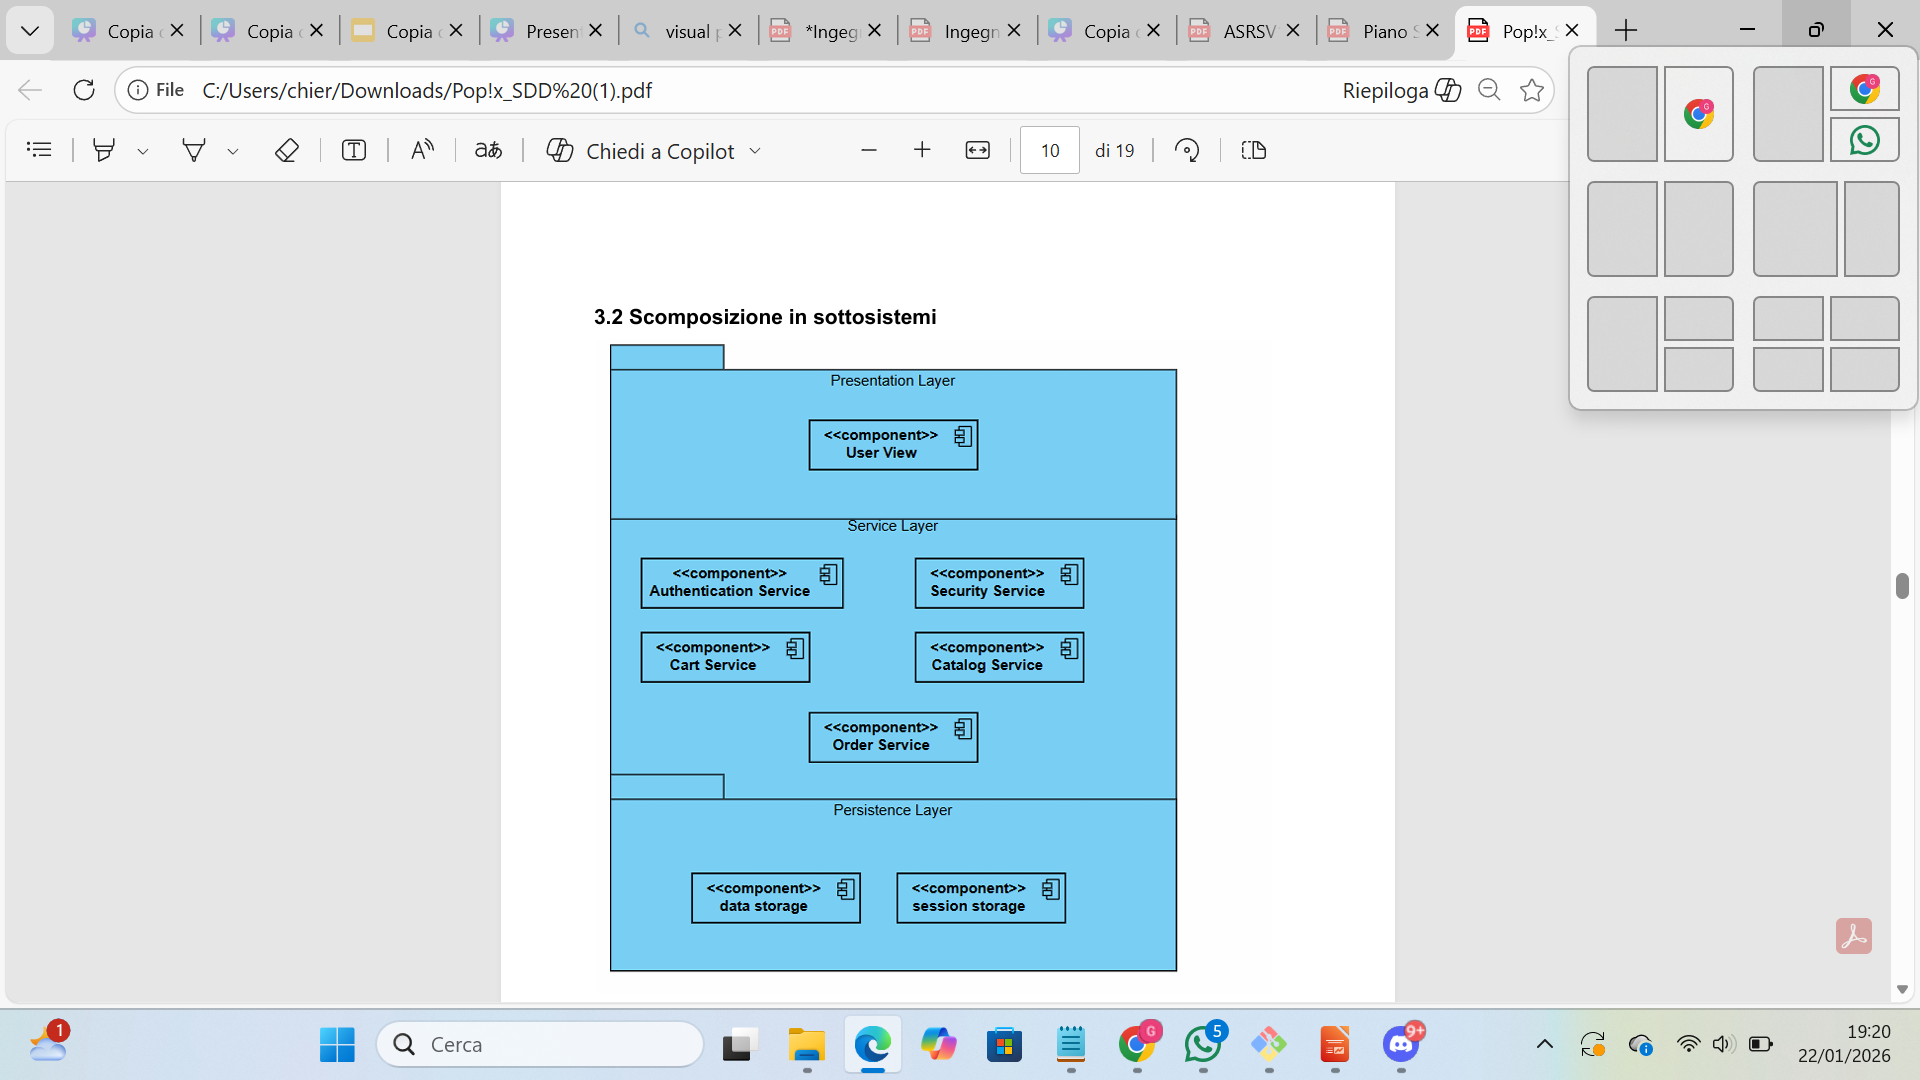 Copia
Copia
Copia
Presen
visual
*Ingeg
Ingegn
Copia
ASRSV
Piano
Pop!x_
File
C:/Users/chier/Downloads/Pop!x_SDD%20(1).pdf
Riepiloga
Chiedi a Copilot
10
di 19
3.2 Scomposizione in sottosistemi
Presentation Layer
<<component>>
User View
Service Layer
<<component>>
Authentication Service
<<component>>
Security Service
<<component>>
Cart Service
<<component>>
Catalog Service
<<component>>
Order Service
Persistence Layer
<<component>>
data storage
<<component>>
session storage
1
Cerca
G
5
9+
19:20
22/01/2026